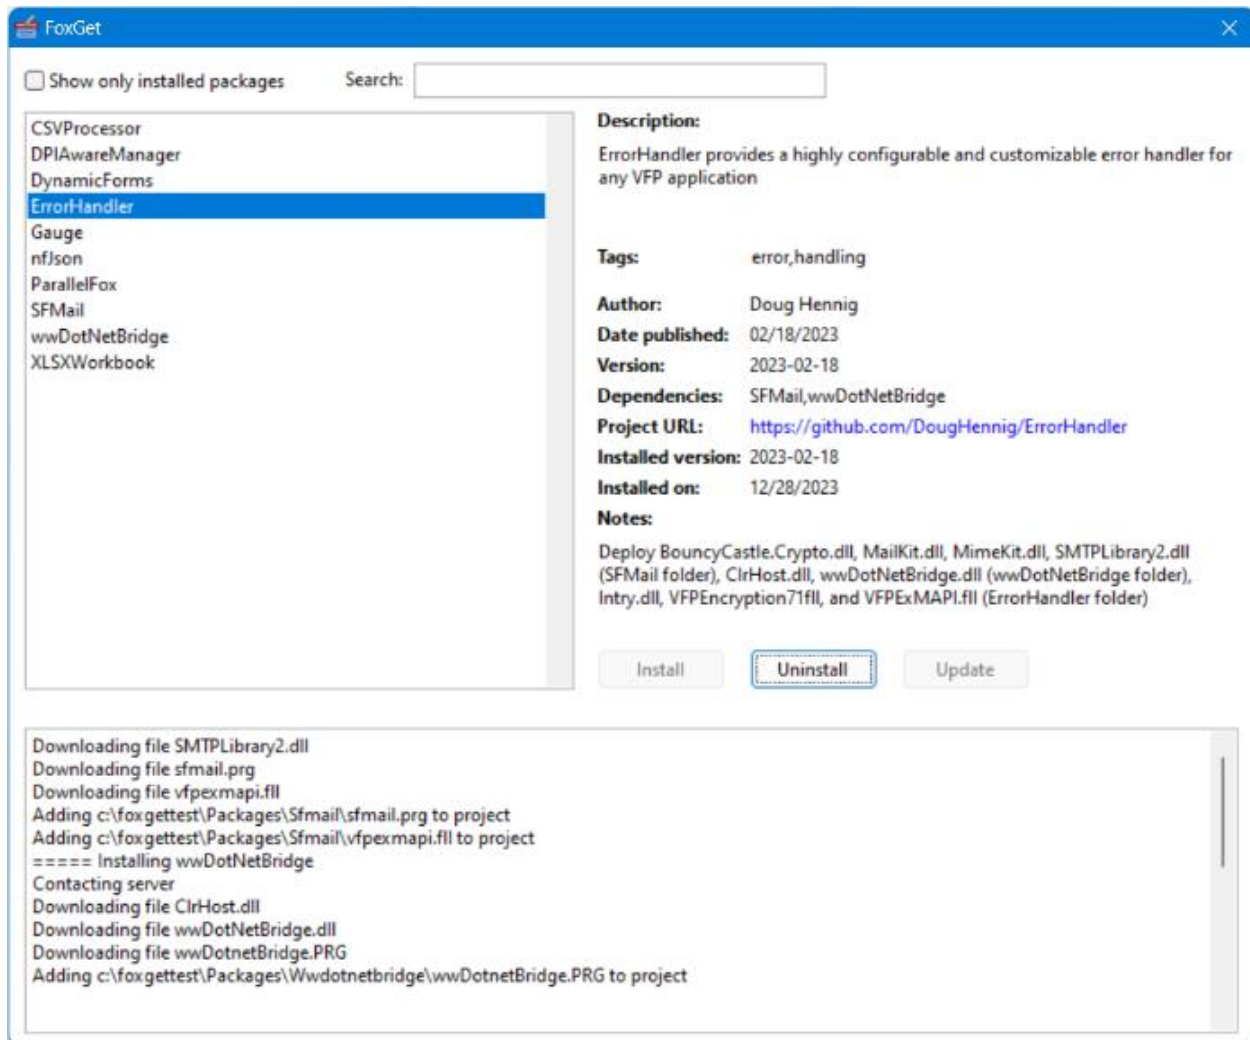 FoxGet
Show only installed packages
Search:
CSVProcessor
DPIAwareManager
DynamicForms
ErrorHandler
Gauge
nfJson
ParallelFox
SFMail
wwDotNetBridge
XLSXWorkbook
Description:
ErrorHandler provides a highly configurable and customizable error handler for
any VFP application
Tags: error,handling
Author: Doug Hennig
Date published: 02/18/2023
Version: 2023-02-18
Dependencies: SFMail,wwDotNetBridge
Project URL: https://github.com/DougHennig/ErrorHandler
Installed version: 2023-02-18
Installed on: 12/28/2023
Notes:
Deploy BouncyCastle.Crypto.dll, MailKit.dll, MimeKit.dll, SMTPLibrary2.dll
(SFMail folder), ClrHost.dll, wwDotNetBridge.dll (wwDotNetBridge folder),
Intry.dll, VFPEncryption71fll, and VFPExMAPI.fll (ErrorHandler folder)
Install Uninstall Update
Downloading file SMTPLibrary2.dll
Downloading file sfmail.prg
Downloading file vfpexmapi.fll
Adding c:\foxgettest\Packages\Sfmail\sfmail.prg to project
Adding c:\foxgettest\Packages\Sfmail\vfpexmapi.fll to project
===== Installing wwDotNetBridge
Contacting server
Downloading file ClrHost.dll
Downloading file wwDotNetBridge.dll
Downloading file wwDotnetBridge.PRG
Adding c:\foxgettest\Packages\Wwdotnetbridge\wwDotnetBridge.PRG to project